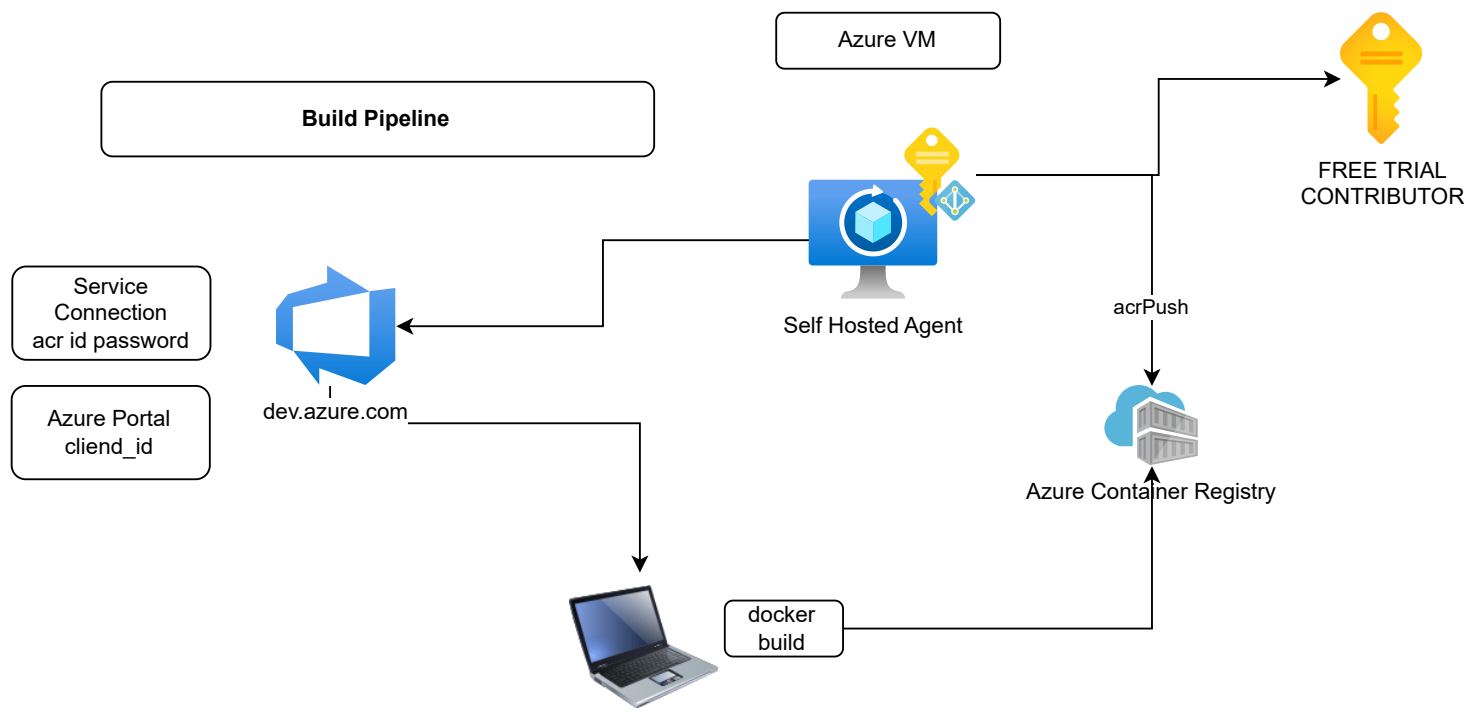 Azure VM
Build Pipeline
FREE TRIAL
CONTRIBUTOR
Service
Connection
acr id password
Self Hosted Agent
acrPush
dev.azure.com
Azure Portal
cliend_id
Azure Container Registry
docker
build